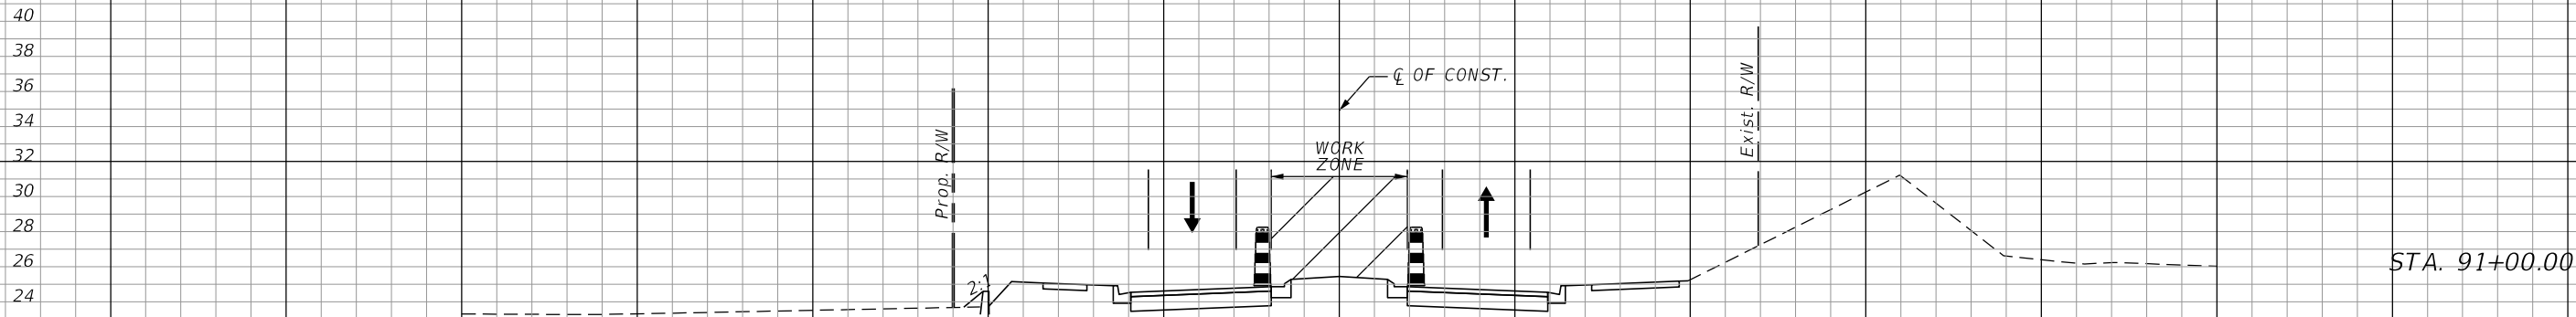 40
38
36
34
32
30
28
26
24
Prop. R/W
2:1
℄ OF CONST.
WORK
ZONE
Exist. R/W
STA. 91+00.00